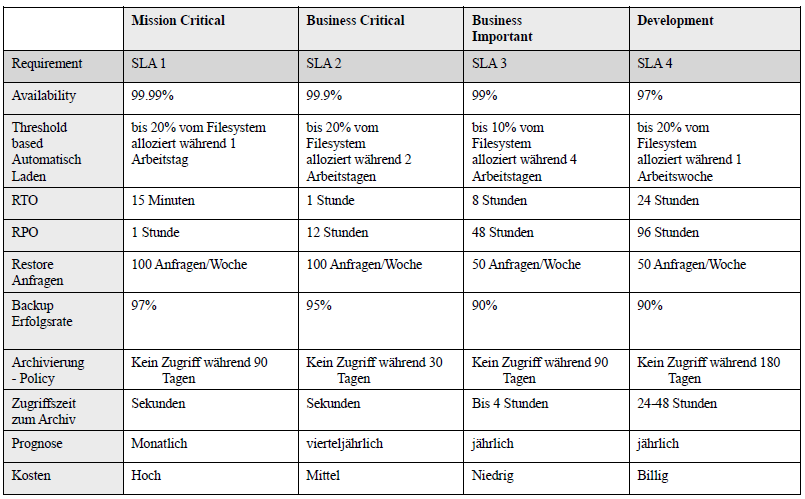 Mission Critical
Business Critical
Business
Important
Development
Requirement
SLA 1
SLA 2
SLA 3
SLA 4
Availability
99.99%
99.9%
99%
97%
Threshold
based
Automatisch
Laden
bis 20% vom Filesystem
alloziert während 1
Arbeitstag
bis 20% vom
Filesystem
alloziert während 2
Arbeitstagen
bis 10% vom
Filesystem
alloziert während 4
Arbeitstagen
bis 20% vom
Filesystem
alloziert während 1
Arbeitswoche
RTO
15 Minuten
1 Stunde
8 Stunden
24 Stunden
RPO
1 Stunde
12 Stunden
48 Stunden
96 Stunden
Restore
Anfragen
100 Anfragen/Woche
100 Anfragen/Woche
50 Anfragen/Woche
50 Anfragen/Woche
Backup
Erfolgsrate
97%
95%
90%
90%
Archivierung
- Policy
Kein Zugriff während 90
Tagen
Kein Zugriff während 30
Tagen
Kein Zugriff während 90
Tagen
Kein Zugriff während 180
Tagen
Zugriffszeit
zum Archiv
Sekunden
Sekunden
Bis 4 Stunden
24-48 Stunden
Prognose
Monatlich
vierteljährlich
jährlich
jährlich
Kosten
Hoch
Mittel
Niedrig
Billig